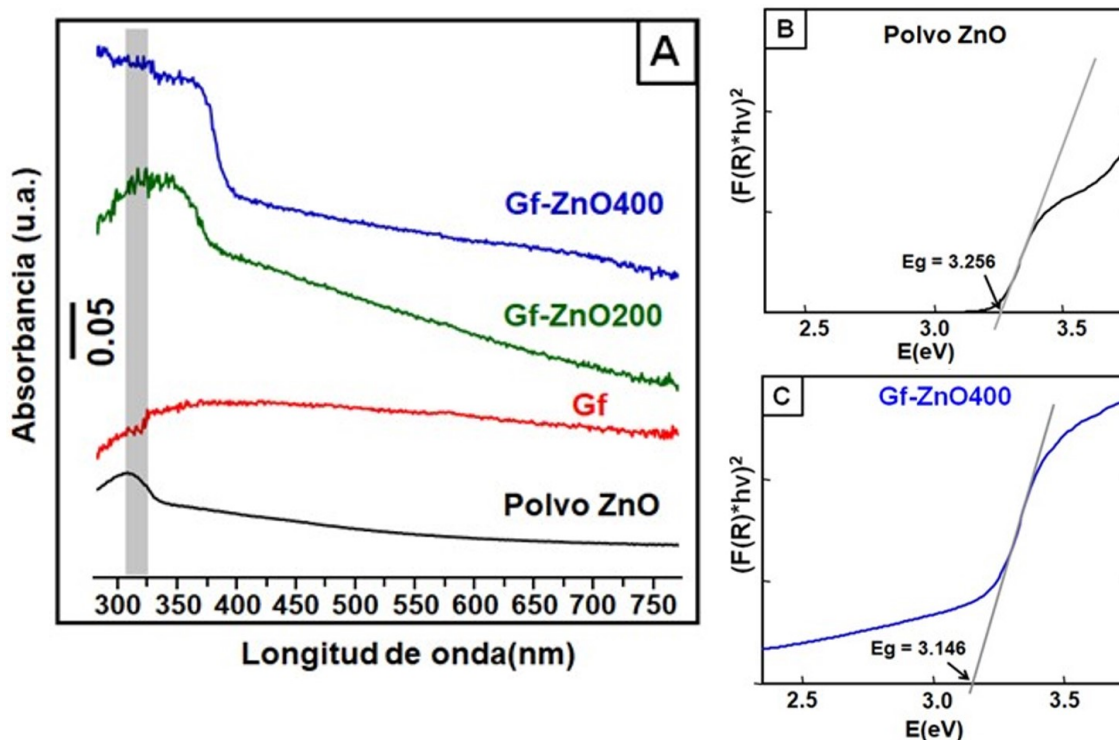 A
Absorbancia (u.a.)
0.05
Gf-ZnO400
Gf-ZnO200
Gf
Polvo ZnO
300 350 400 450 500 550 600 650 700 750
Longitud de onda(nm)
B
Polvo ZnO
(F(R)*hv)²
Eg = 3.256
2.5 3.0 3.5
E(eV)
C
Gf-ZnO400
(F(R)*hv)²
Eg = 3.146
2.5 3.0 3.5
E(eV)